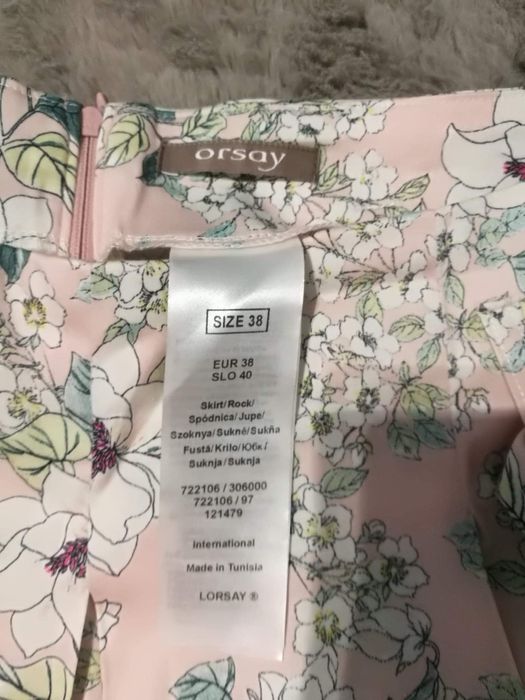 orsay
SIZE 38
EUR 38
SLO 40
Skirt/Rock/
Spódnica/Jupe/
Szoknya/Sukně/Sukňa
Fustă/Krilo/Юбка/
Suknja/Suknja
722106 / 306000
722106 / 97
121479
International
Made in Tunisia
LORSAY ®